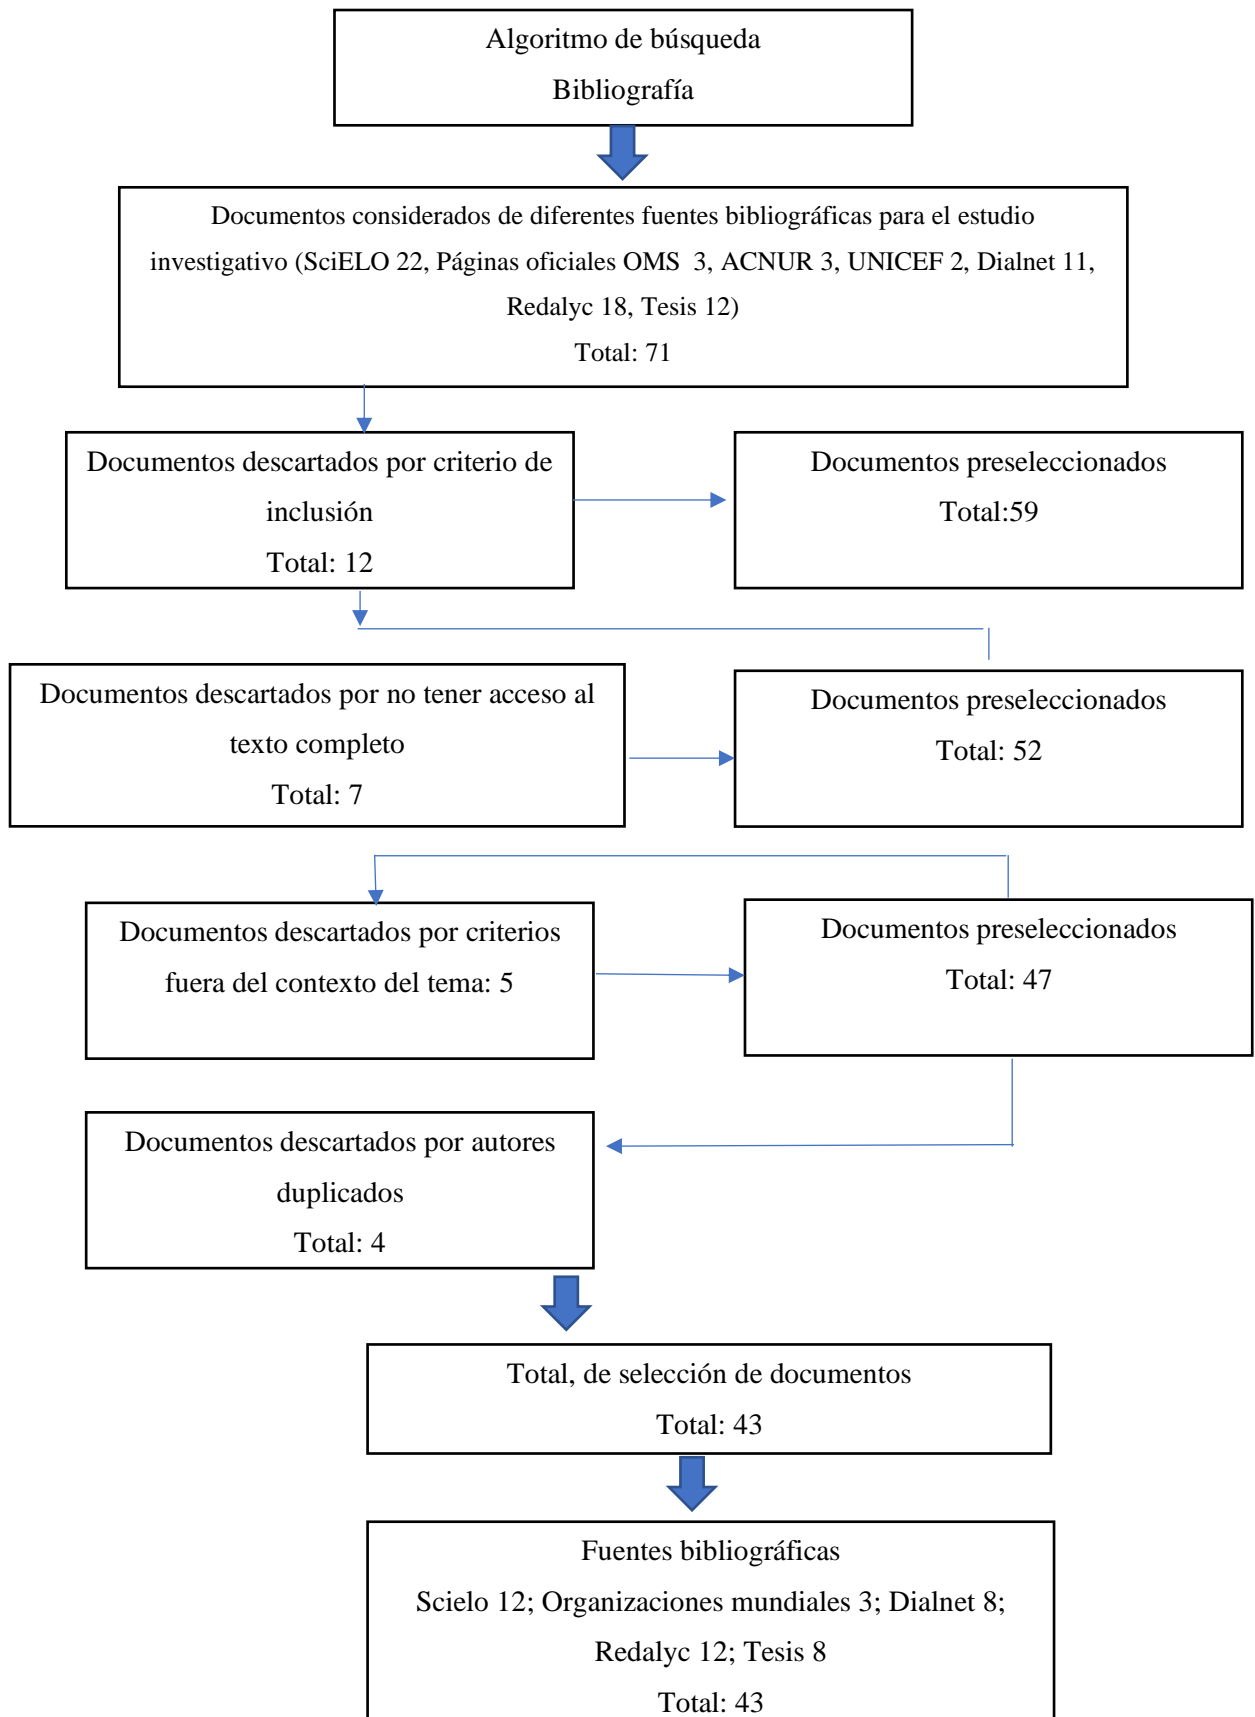 Algoritmo de búsqueda
Bibliografía
Documentos considerados de diferentes fuentes bibliográficas para el estudio
investigativo (SciELO 22, Páginas oficiales OMS 3, ACNUR 3, UNICEF 2, Dialnet 11,
Redalyc 18, Tesis 12)
Total: 71
Documentos descartados por criterio de
inclusión
Total: 12
Documentos preseleccionados
Total:59
Documentos descartados por no tener acceso al
texto completo
Total: 7
Documentos preseleccionados
Total: 52
Documentos descartados por criterios
fuera del contexto del tema: 5
Documentos preseleccionados
Total: 47
Documentos descartados por autores
duplicados
Total: 4
Total, de selección de documentos
Total: 43
Fuentes bibliográficas
Scielo 12; Organizaciones mundiales 3; Dialnet 8;
Redalyc 12; Tesis 8
Total: 43